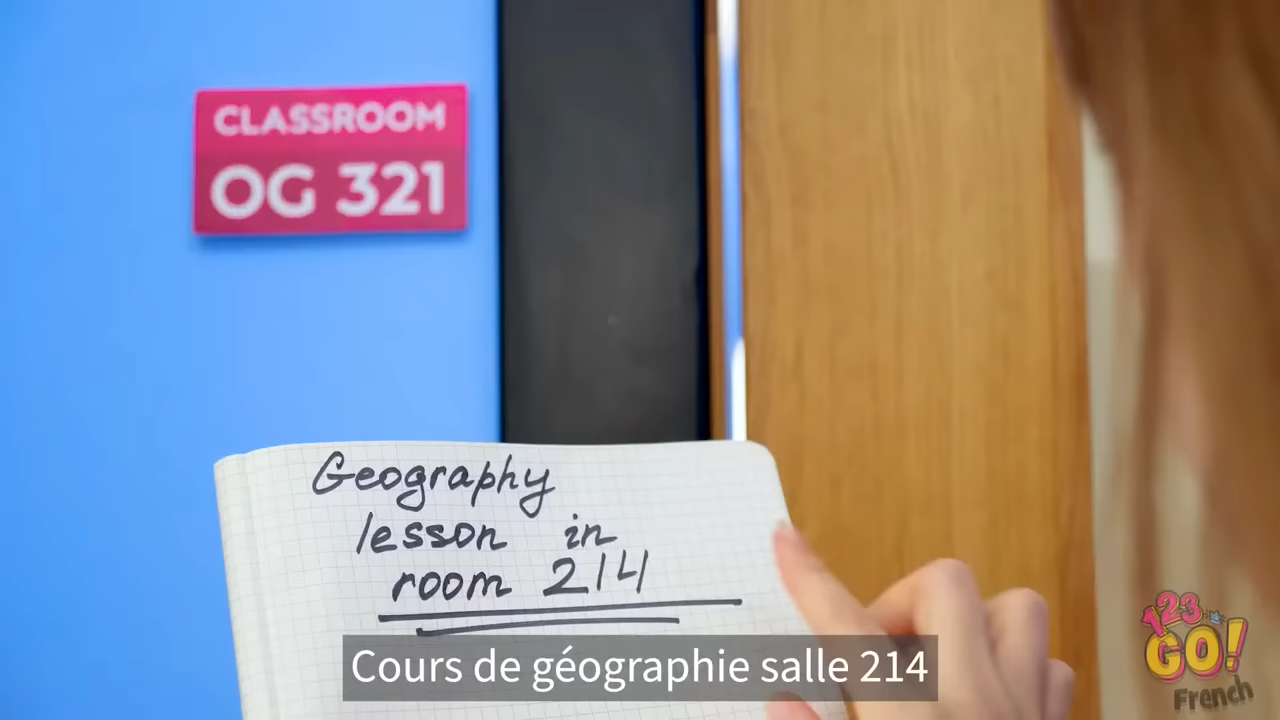 CLASSROOM
OG 321
Geography
lesson in
room 214
Cours de géographie salle 214
123
GO!
French